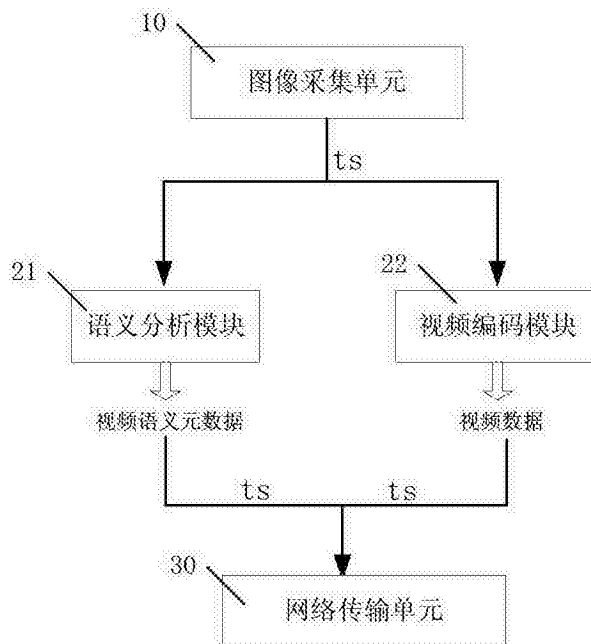 10
图像采集单元
ts
21
语义分析模块
22
视频编码模块
视频语义元数据
视频数据
ts
ts
30
网络传输单元